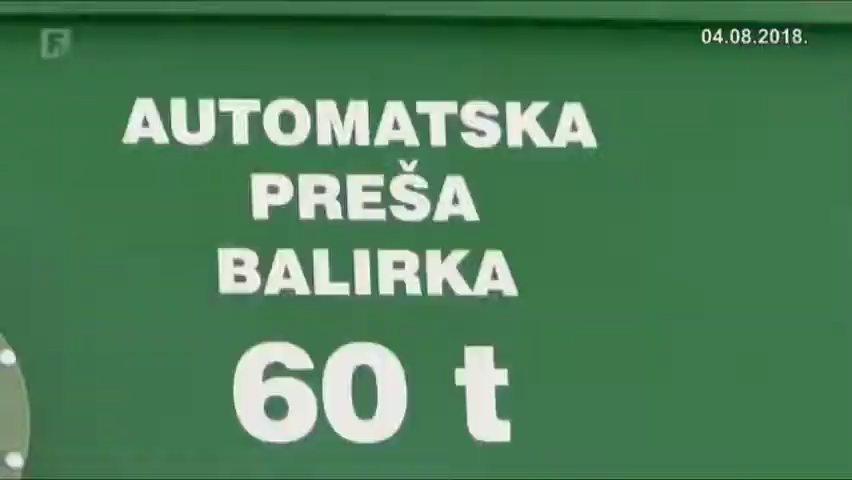 04.08.2018.
AUTOMATSKA
PREŠA
BALIRKA
60 t